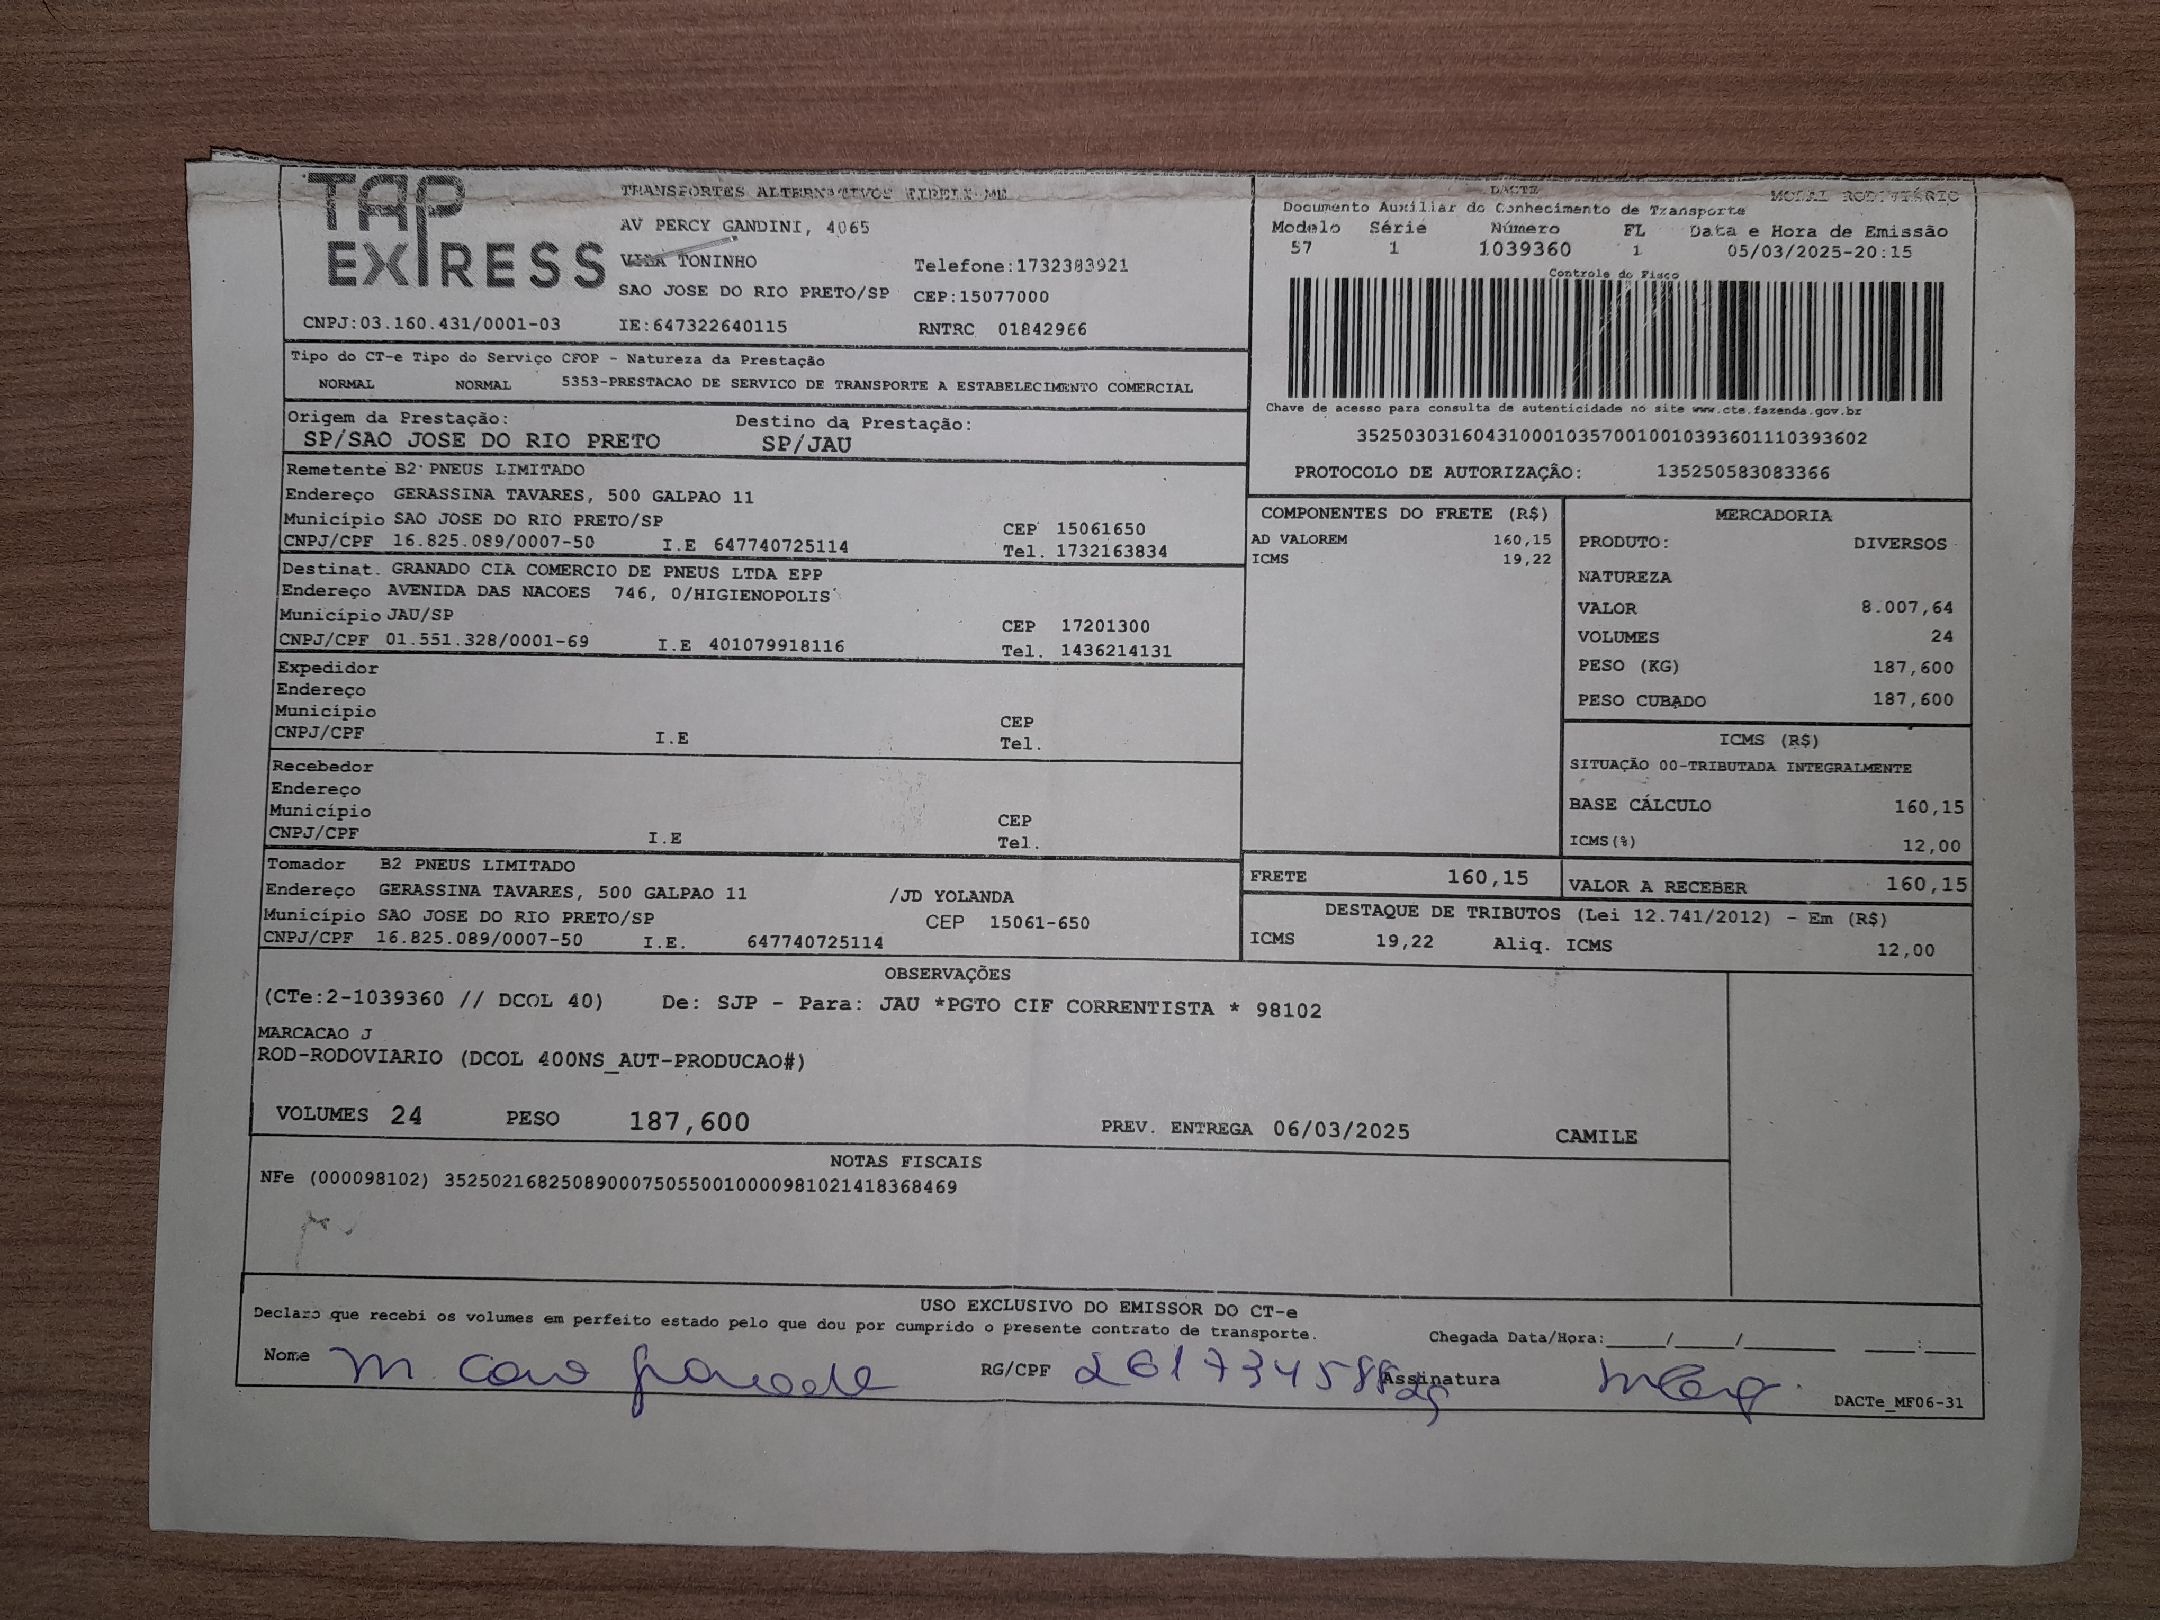 TAP EXPRESS
TRANSPORTES ALTERNATIVOS EIRELI ME
AV PERCY GANDINI, 4065
VILA TONINHO Telefone:1732383921
SAO JOSE DO RIO PRETO/SP CEP:15077000
CNPJ:03.160.431/0001-03 IE:647322640115 RNTRC 01842966
DACTE MODAL RODOVIÁRIO
Documento Auxiliar do Conhecimento de Transporte
Modelo Série Número FL Data e Hora de Emissão
57 1 1039360 1 05/03/2025-20:15
Controle do Fisco
Chave de acesso para consulta de autenticidade no site www.cte.fazenda.gov.br
35250303160431000103570010010393601110393602
PROTOCOLO DE AUTORIZAÇÃO: 135250583083366
Tipo do CT-e Tipo do Serviço CFOP - Natureza da Prestação
NORMAL NORMAL 5353-PRESTACAO DE SERVICO DE TRANSPORTE A ESTABELECIMENTO COMERCIAL
Origem da Prestação: Destino da Prestação:
SP/SAO JOSE DO RIO PRETO SP/JAU
Remetente B2 PNEUS LIMITADO
Endereço GERASSINA TAVARES, 500 GALPAO 11
Município SAO JOSE DO RIO PRETO/SP CEP 15061650
CNPJ/CPF 16.825.089/0007-50 I.E 647740725114 Tel. 1732163834
Destinat. GRANADO CIA COMERCIO DE PNEUS LTDA EPP
Endereço AVENIDA DAS NACOES 746, 0/HIGIENOPOLIS
Município JAU/SP CEP 17201300
CNPJ/CPF 01.551.328/0001-69 I.E 401079918116 Tel. 1436214131
Expedidor
Endereço
Município CEP
CNPJ/CPF I.E Tel.
Recebedor
Endereço
Município CEP
CNPJ/CPF I.E Tel.
Tomador B2 PNEUS LIMITADO
Endereço GERASSINA TAVARES, 500 GALPAO 11 /JD YOLANDA
Município SAO JOSE DO RIO PRETO/SP CEP 15061-650
CNPJ/CPF 16.825.089/0007-50 I.E. 647740725114
COMPONENTES DO FRETE (R$)
AD VALOREM 160,15
ICMS 19,22
MERCADORIA
PRODUTO: DIVERSOS
NATUREZA
VALOR 8.007,64
VOLUMES 24
PESO (KG) 187,600
PESO CUBADO 187,600
ICMS (R$)
SITUAÇÃO 00-TRIBUTADA INTEGRALMENTE
BASE CÁLCULO 160,15
ICMS(%) 12,00
FRETE 160,15 VALOR A RECEBER 160,15
DESTAQUE DE TRIBUTOS (Lei 12.741/2012) - Em (R$)
ICMS 19,22 Aliq. ICMS 12,00
OBSERVAÇÕES
(CTe:2-1039360 // DCOL 40) De: SJP - Para: JAU *PGTO CIF CORRENTISTA * 98102
MARCACAO J
ROD-RODOVIARIO (DCOL 400NS_AUT-PRODUCAO#)
VOLUMES 24 PESO 187,600 PREV. ENTREGA 06/03/2025 CAMILE
NOTAS FISCAIS
NFe (000098102) 35250216825089000750550010000981021418368469
USO EXCLUSIVO DO EMISSOR DO CT-e
Declaro que recebi os volumes em perfeito estado pelo que dou por cumprido o presente contrato de transporte. Chegada Data/Hora:____/____/________ ___:____
Nome RG/CPF Assinatura
DACTe_MF06-31